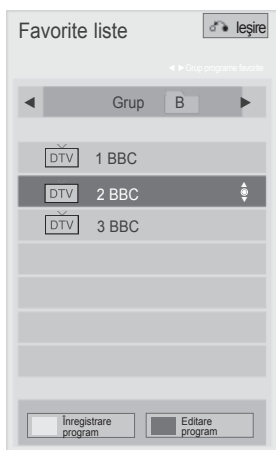 Favorite liste
Ieșire
Grup programe favorite
Grup B
DTV 1 BBC
DTV 2 BBC
DTV 3 BBC
Înregistrare
program
Editare
program